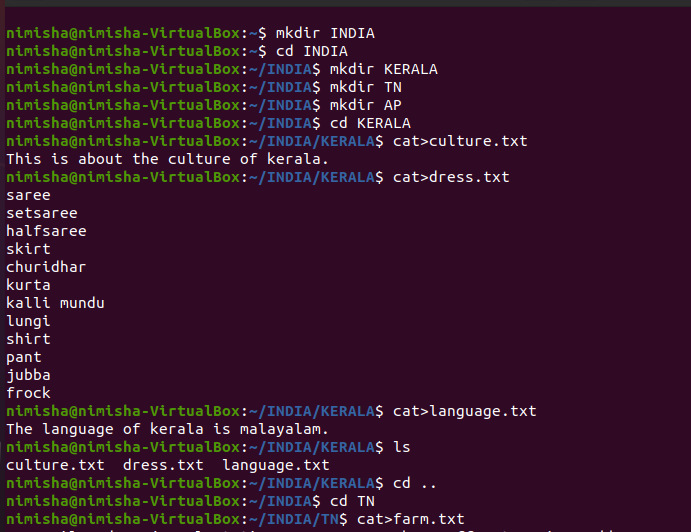 nimisha@nimisha-VirtualBox:~$ mkdir INDIA
nimisha@nimisha-VirtualBox:~$ cd INDIA
nimisha@nimisha-VirtualBox:~/INDIA$ mkdir KERALA
nimisha@nimisha-VirtualBox:~/INDIA$ mkdir TN
nimisha@nimisha-VirtualBox:~/INDIA$ mkdir AP
nimisha@nimisha-VirtualBox:~/INDIA$ cd KERALA
nimisha@nimisha-VirtualBox:~/INDIA/KERALA$ cat>culture.txt
This is about the culture of kerala.
nimisha@nimisha-VirtualBox:~/INDIA/KERALA$ cat>dress.txt
saree
setsaree
halfsaree
skirt
churidhar
kurta
kalli mundu
lungi
shirt
pant
jubba
frock
nimisha@nimisha-VirtualBox:~/INDIA/KERALA$ cat>language.txt
The language of kerala is malayalam.
nimisha@nimisha-VirtualBox:~/INDIA/KERALA$ ls
culture.txt  dress.txt  language.txt
nimisha@nimisha-VirtualBox:~/INDIA/KERALA$ cd ..
nimisha@nimisha-VirtualBox:~/INDIA$ cd TN
nimisha@nimisha-VirtualBox:~/INDIA/TN$ cat>farm.txt